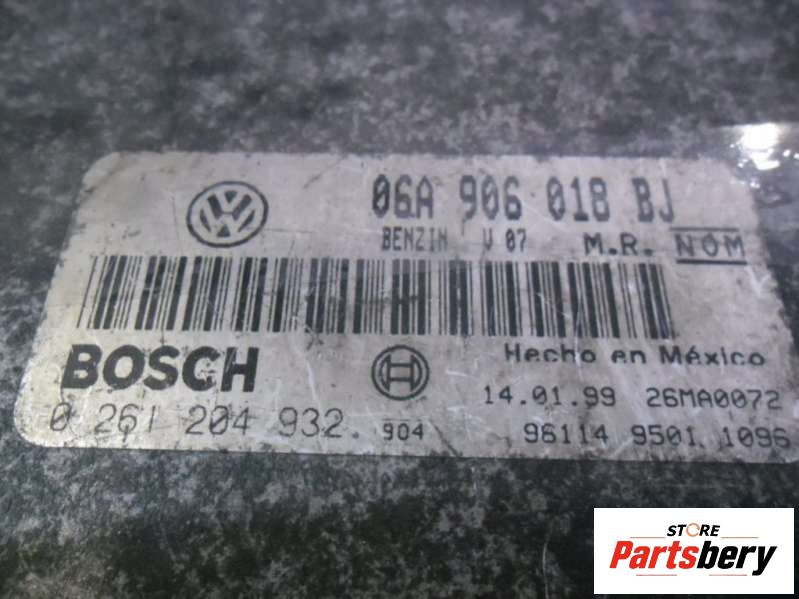 06A 906 018 BJ
BENZIN V 07 M.R. NOM
BOSCH
Hecho en México
14.01.99 26MA0072
0 261 204 932 904
96114 9501 1096
STORE
Partsbery